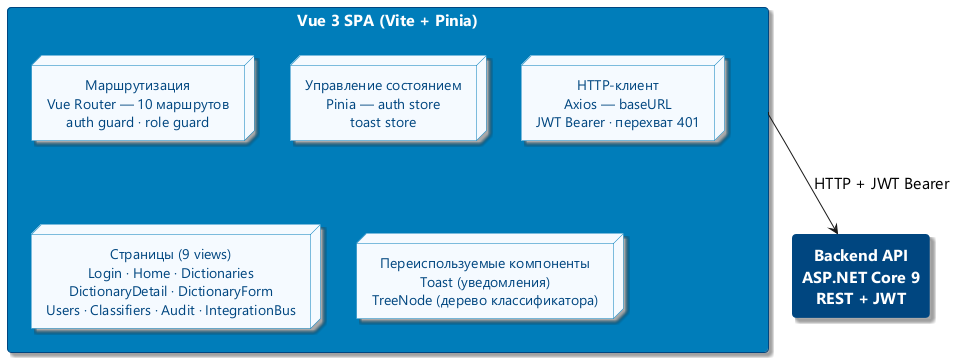 Vue 3 SPA (Vite + Pinia)
Маршрутизация
Vue Router — 10 маршрутов
auth guard · role guard
Управление состоянием
Pinia — auth store
toast store
HTTP-клиент
Axios — baseURL
JWT Bearer · перехват 401
HTTP + JWT Bearer
Страницы (9 views)
Login · Home · Dictionaries
DictionaryDetail · DictionaryForm
Users · Classifiers · Audit · IntegrationBus
Переиспользуемые компоненты
Toast (уведомления)
TreeNode (дерево классификатора)
Backend API
ASP.NET Core 9
REST + JWT